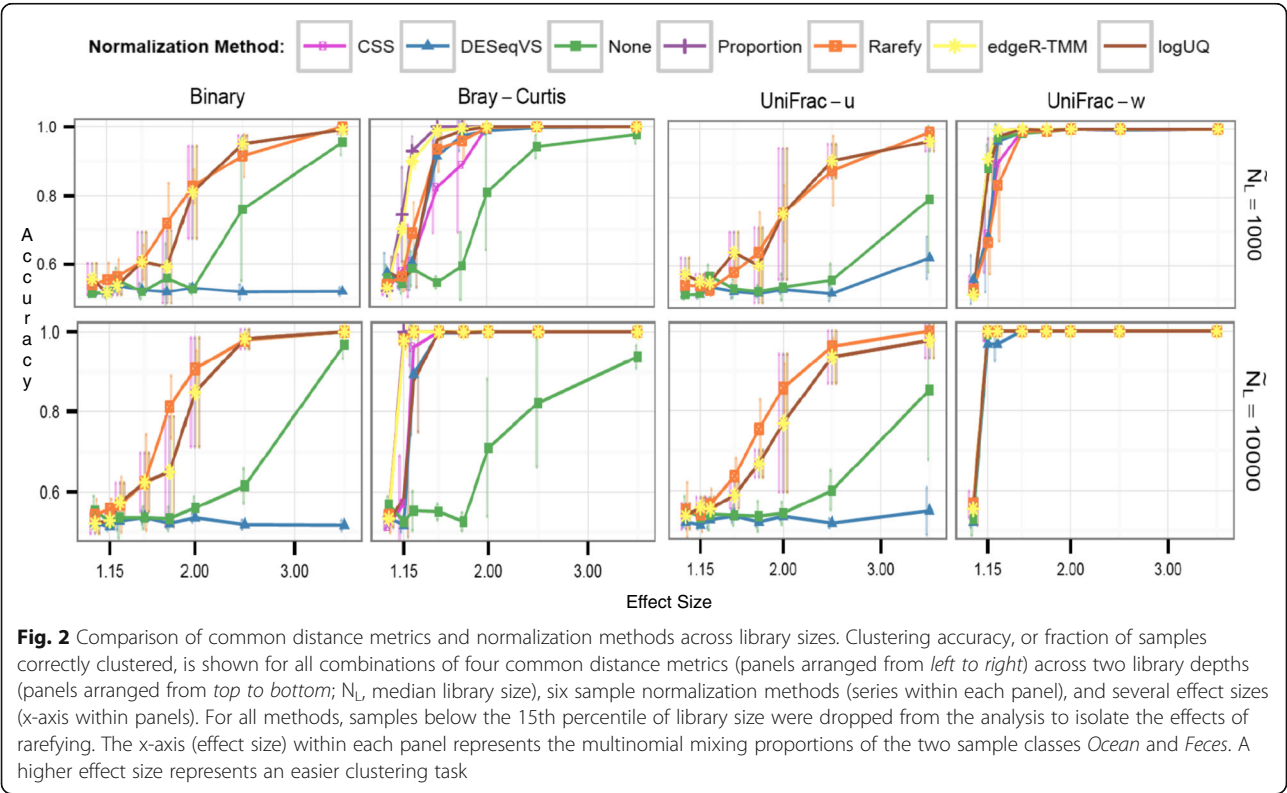 Normalization Method: CSS DESeqVS None Proportion Rarefy edgeR-TMM logUQ
Binary
Bray – Curtis
UniFrac – u
UniFrac – w
1.0
0.8
0.6
Ñ_L = 1000
Accuracy
1.0
0.8
0.6
Ñ_L = 10000
1.15 2.00 3.00
1.15 2.00 3.00
1.15 2.00 3.00
1.15 2.00 3.00
Effect Size
Fig. 2 Comparison of common distance metrics and normalization methods across library sizes. Clustering accuracy, or fraction of samples
correctly clustered, is shown for all combinations of four common distance metrics (panels arranged from left to right) across two library depths
(panels arranged from top to bottom; N_L, median library size), six sample normalization methods (series within each panel), and several effect sizes
(x-axis within panels). For all methods, samples below the 15th percentile of library size were dropped from the analysis to isolate the effects of
rarefying. The x-axis (effect size) within each panel represents the multinomial mixing proportions of the two sample classes Ocean and Feces. A
higher effect size represents an easier clustering task